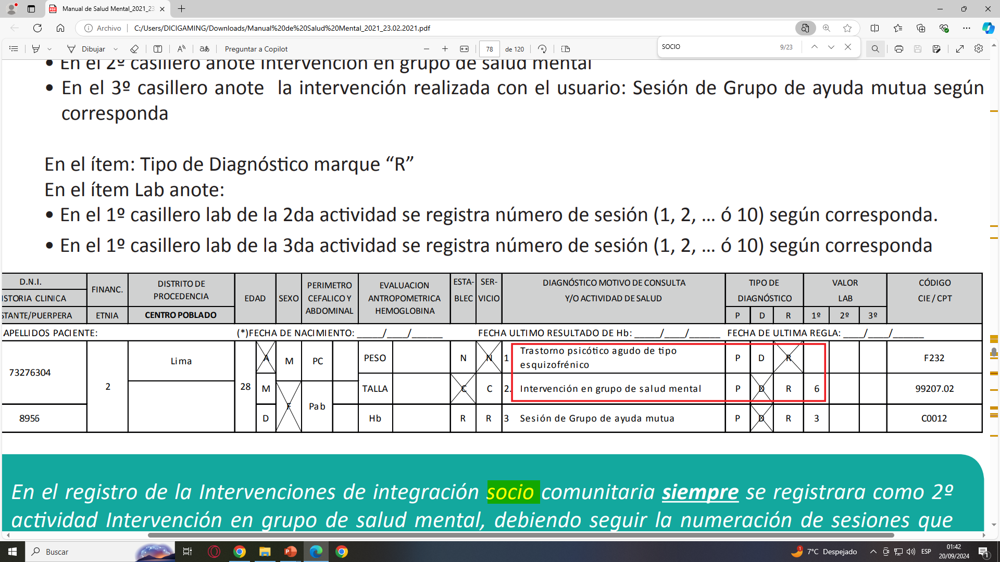 Manual de Salud Mental_2021_23
Archivo
C:/Users/DICIGAMING/Downloads/Manual%20de%20Salud%20Mental_2021_23.02.2021.pdf
Dibujar
Preguntar a Copilot
78 de 120
SOCIO 9/23
• En el 2º casillero anote Intervención en grupo de salud mental
• En el 3º casillero anote la intervención realizada con el usuario: Sesión de Grupo de ayuda mutua según
corresponda
En el ítem: Tipo de Diagnóstico marque “R”
En el ítem Lab anote:
• En el 1º casillero lab de la 2da actividad se registra número de sesión (1, 2, ... ó 10) según corresponda.
• En el 1º casillero lab de la 3da actividad se registra número de sesión (1, 2, ... ó 10) según corresponda
D.N.I.
ISTORIA CLINICA
STANTE/PUERPERA
FINANC.
ETNIA
DISTRITO DE
PROCEDENCIA
CENTRO POBLADO
EDAD
SEXO
PERIMETRO
CEFALICO Y
ABDOMINAL
EVALUACION
ANTROPOMETRICA
HEMOGLOBINA
ESTA-
BLEC
SER-
VICIO
DIAGNÓSTICO MOTIVO DE CONSULTA
Y/O ACTIVIDAD DE SALUD
TIPO DE
DIAGNÓSTICO
P D R
VALOR
LAB
1º 2º 3º
CÓDIGO
CIE / CPT
APELLIDOS PACIENTE: (*)FECHA DE NACIMIENTO: _____/____/______ FECHA ULTIMO RESULTADO DE Hb: _____/____/______ FECHA DE ULTIMA REGLA: ____/____/______
73276304
8956
2
Lima
28
A
M
D
M
F
PC
Pab
PESO
TALLA
Hb
N
C
R
N
C
R
1 Trastorno psicótico agudo de tipo
esquizofrénico
P D R F232
2. Intervención en grupo de salud mental P D R 6 99207.02
3 Sesión de Grupo de ayuda mutua P D R 3 C0012
En el registro de la Intervenciones de integración socio comunitaria siempre se registrara como 2º
actividad Intervención en grupo de salud mental, debiendo seguir la numeración de sesiones que
Buscar
7°C Despejado
ESP
01:42
20/09/2024